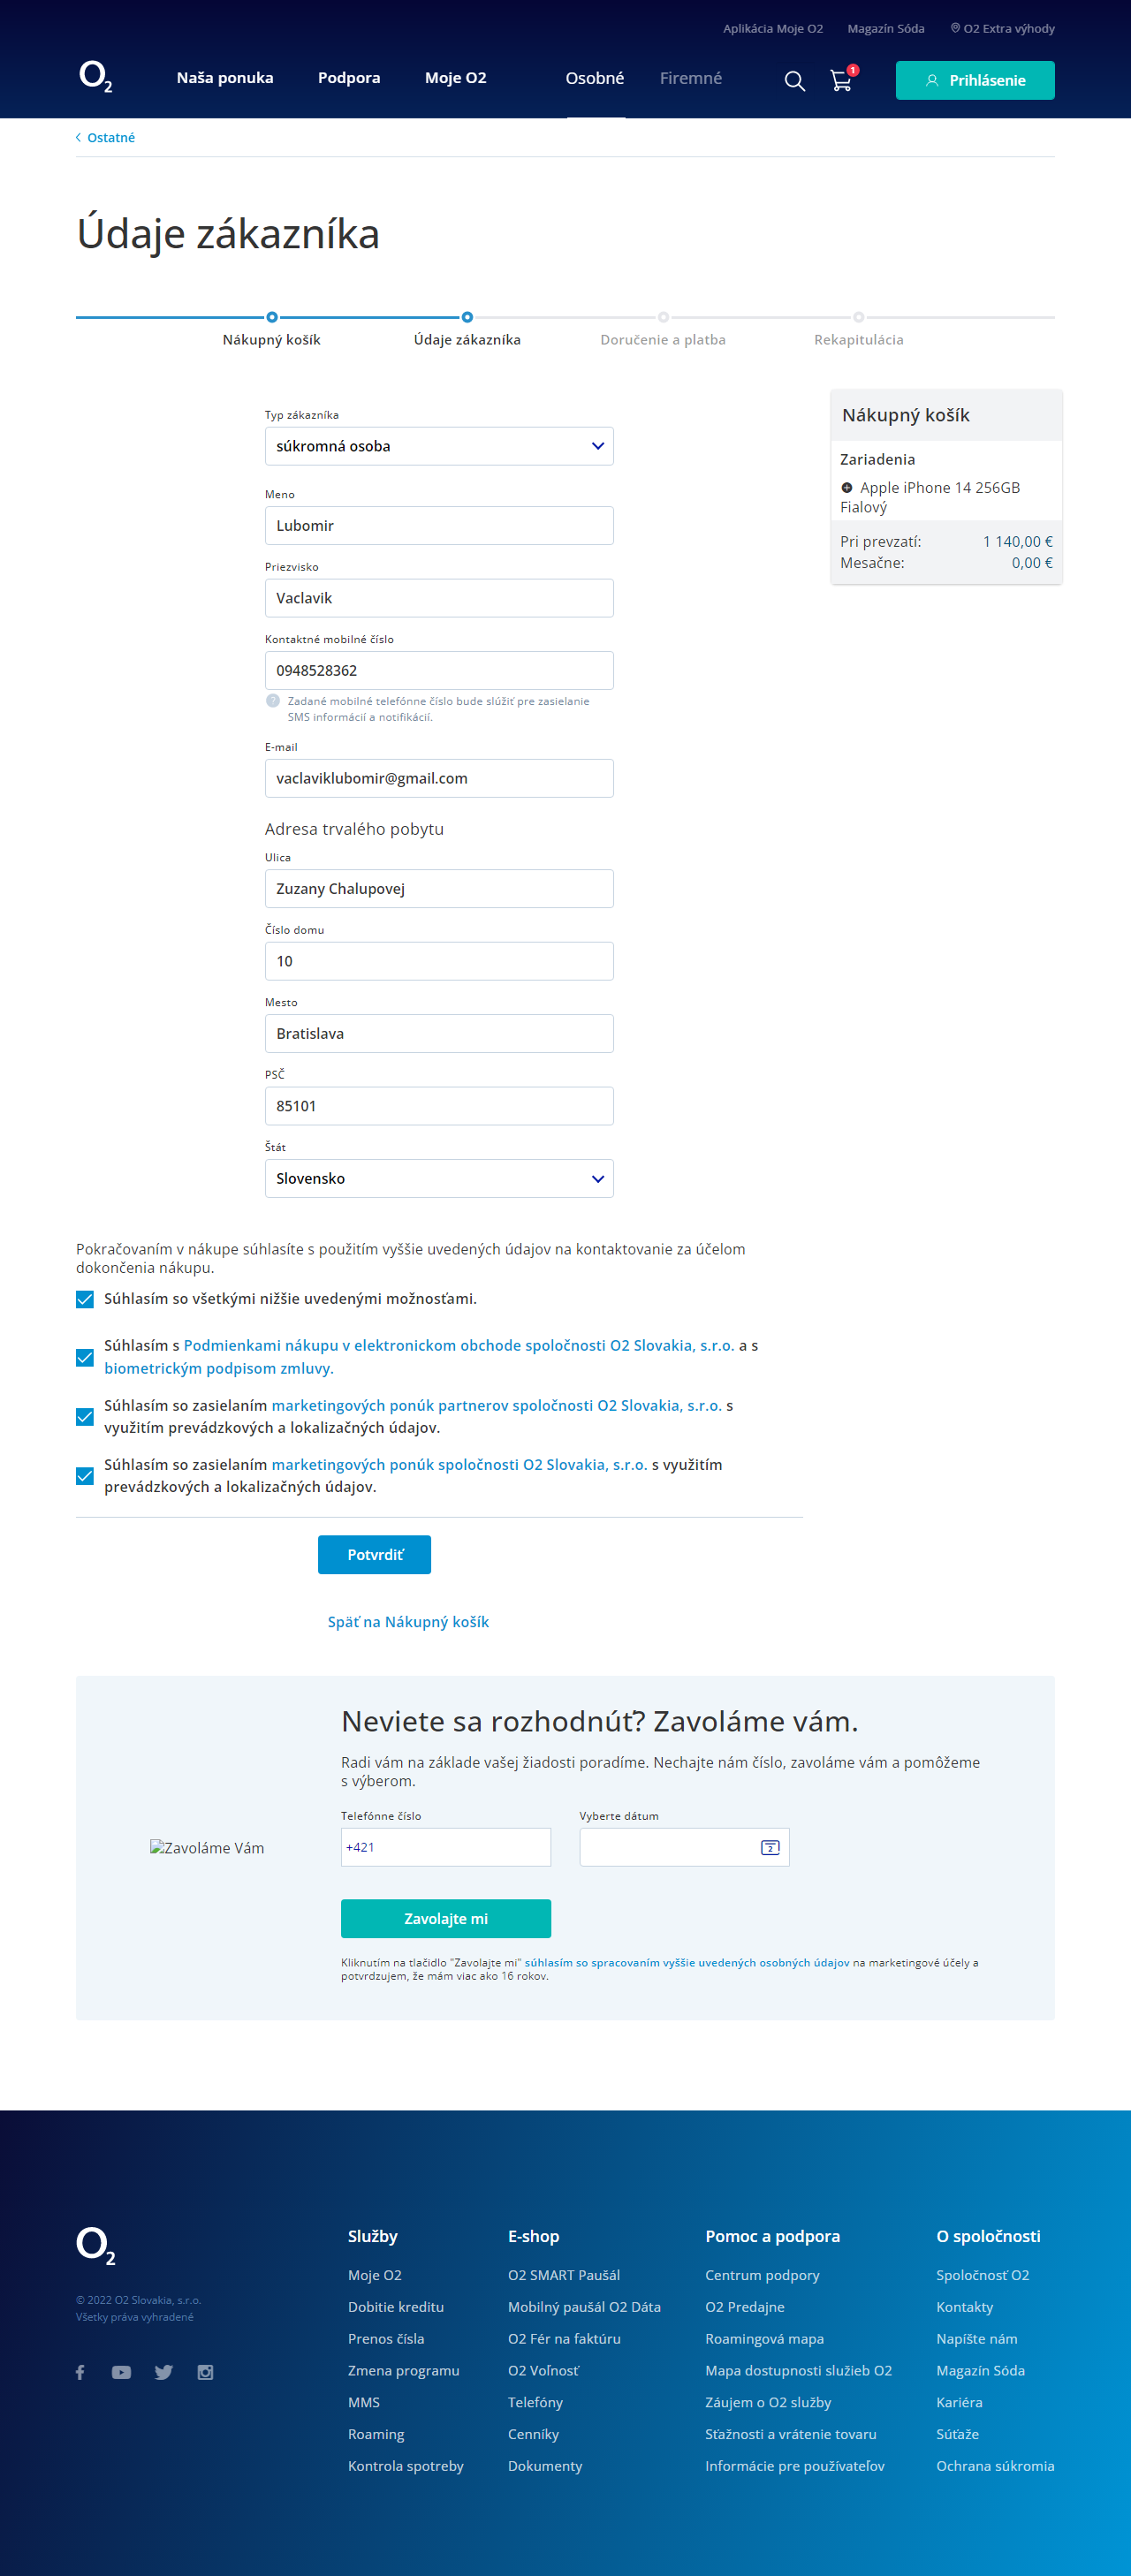 Aplikácia Moje O2 Magazín Sóda O2 Extra výhody
O2 Naša ponuka Podpora Moje O2 Osobné Firemné 1 Prihlásenie
Ostatné
Údaje zákazníka
Nákupný košík Údaje zákazníka Doručenie a platba Rekapitulácia
Typ zákazníka
súkromná osoba
Meno
Lubomir
Priezvisko
Vaclavik
Kontaktné mobilné číslo
0948528362
? Zadané mobilné telefónne číslo bude slúžiť pre zasielanie
SMS informácií a notifikácií.
E-mail
vaclaviklubomir@gmail.com
Adresa trvalého pobytu
Ulica
Zuzany Chalupovej
Číslo domu
10
Mesto
Bratislava
PSČ
85101
Štát
Slovensko
Nákupný košík
Zariadenia
Apple iPhone 14 256GB
Fialový
Pri prevzatí: 1 140,00 €
Mesačne: 0,00 €
Pokračovaním v nákupe súhlasíte s použitím vyššie uvedených údajov na kontaktovanie za účelom
dokončenia nákupu.
Súhlasím so všetkými nižšie uvedenými možnosťami.
Súhlasím s Podmienkami nákupu v elektronickom obchode spoločnosti O2 Slovakia, s.r.o. a s
biometrickým podpisom zmluvy.
Súhlasím so zasielaním marketingových ponúk partnerov spoločnosti O2 Slovakia, s.r.o. s
využitím prevádzkových a lokalizačných údajov.
Súhlasím so zasielaním marketingových ponúk spoločnosti O2 Slovakia, s.r.o. s využitím
prevádzkových a lokalizačných údajov.
Potvrdiť
Späť na Nákupný košík
Neviete sa rozhodnúť? Zavoláme vám.
Radi vám na základe vašej žiadosti poradíme. Nechajte nám číslo, zavoláme vám a pomôžeme
s výberom.
Telefónne číslo Vyberte dátum
Zavoláme Vám +421 2
Zavolajte mi
Kliknutím na tlačidlo "Zavolajte mi" súhlasím so spracovaním vyššie uvedených osobných údajov na marketingové účely a
potvrdzujem, že mám viac ako 16 rokov.
O2
© 2022 O2 Slovakia, s.r.o.
Všetky práva vyhradené
Služby
Moje O2
Dobitie kreditu
Prenos čísla
Zmena programu
MMS
Roaming
Kontrola spotreby
E-shop
O2 SMART Paušál
Mobilný paušál O2 Dáta
O2 Fér na faktúru
O2 Voľnosť
Telefóny
Cenníky
Dokumenty
Pomoc a podpora
Centrum podpory
O2 Predajne
Roamingová mapa
Mapa dostupnosti služieb O2
Záujem o O2 služby
Sťažnosti a vrátenie tovaru
Informácie pre používateľov
O spoločnosti
Spoločnosť O2
Kontakty
Napíšte nám
Magazín Sóda
Kariéra
Súťaže
Ochrana súkromia